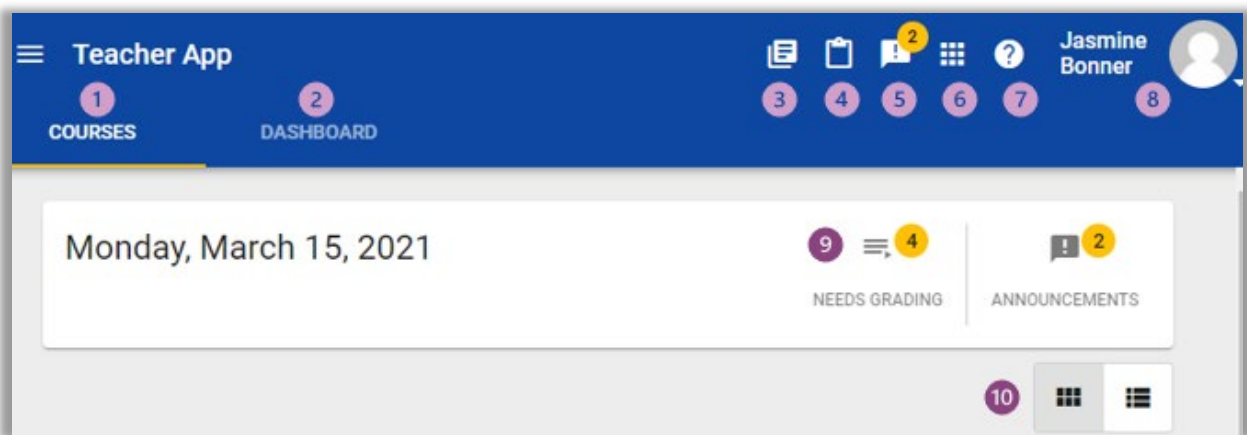 Teacher App
2
Jasmine
Bonner
1
2
3
4
5
6
7
8
COURSES
DASHBOARD
Monday, March 15, 2021
9
4
2
NEEDS GRADING
ANNOUNCEMENTS
10